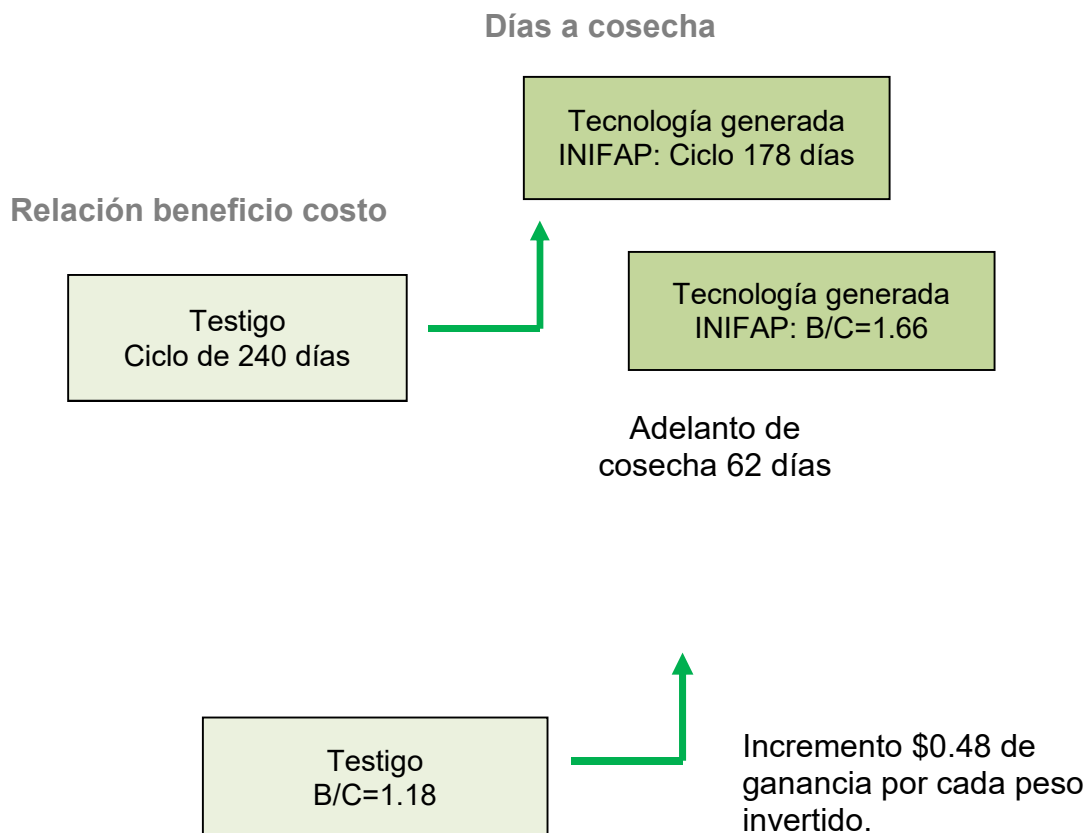 Días a cosecha
Tecnología generada
INIFAP: Ciclo 178 días
Relación beneficio costo
Testigo
Ciclo de 240 días
Tecnología generada
INIFAP: B/C=1.66
Adelanto de
cosecha 62 días
Testigo
B/C=1.18
Incremento $0.48 de
ganancia por cada peso
invertido.